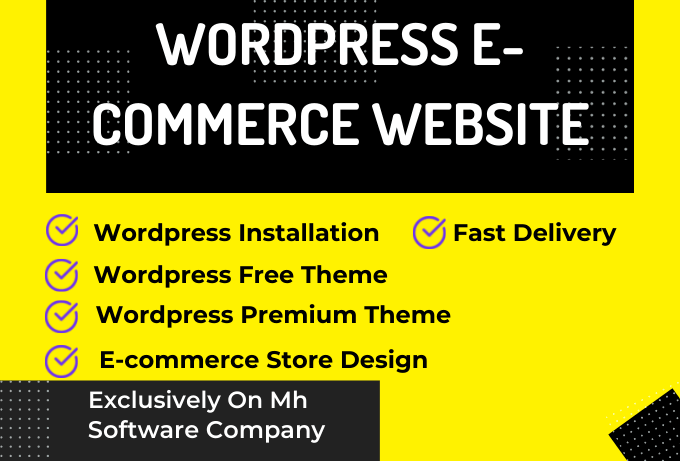 WORDPRESS E-
COMMERCE WEBSITE
Wordpress Installation
Fast Delivery
Wordpress Free Theme
Wordpress Premium Theme
E-commerce Store Design
Exclusively On Mh
Software Company